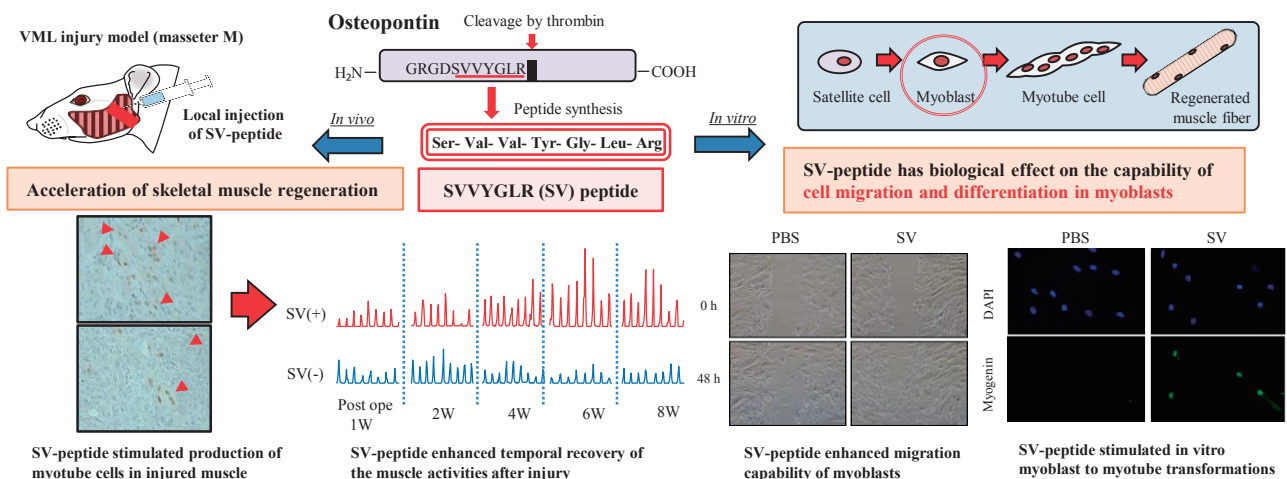 VML injury model (masseter M)
Local injection
of SV-peptide
Osteopontin
Cleavage by thrombin
H₂N
GRGDSVVYGLR
COOH
Peptide synthesis
In vivo
Ser- Val- Val- Tyr- Gly- Leu- Arg
In vitro
SVVYGLR (SV) peptide
Satellite cell
Myoblast
Myotube cell
Regenerated
muscle fiber
Acceleration of skeletal muscle regeneration
SV-peptide has biological effect on the capability of
cell migration and differentiation in myoblasts
SV(+)
SV(-)
Post ope
1W
2W
4W
6W
8W
PBS
SV
0 h
48 h
PBS
SV
DAPI
Myogenin
SV-peptide stimulated production of
myotube cells in injured muscle
SV-peptide enhanced temporal recovery of
the muscle activities after injury
SV-peptide enhanced migration
capability of myoblasts
SV-peptide stimulated in vitro
myoblast to myotube transformations